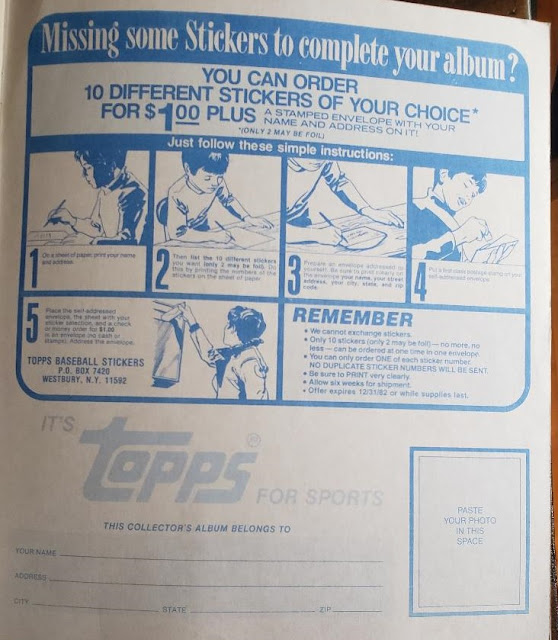 Missing some Stickers to complete your album?
YOU CAN ORDER
10 DIFFERENT STICKERS OF YOUR CHOICE*
FOR $1.00 PLUS A STAMPED ENVELOPE WITH YOUR
NAME AND ADDRESS ON IT!
*(ONLY 2 MAY BE FOIL)
Just follow these simple instructions:
1
On a sheet of paper, print your name
and address.
2
Then list the 10 different stickers
you want (only 2 may be foil). Do
this by printing the numbers of the
stickers on the sheet of paper.
3
Prepare an envelope addressed to
yourself. Be sure to print clearly on
the envelope your name, your street
address, your city, state, and zip
code.
4
Put a first class postage stamp on your
self-addressed envelope.
5
Place the self-addressed
envelope, the sheet with your
sticker selection, and a check
or money order for $1.00
in an envelope (no cash or
stamps). Address the envelope:
TOPPS BASEBALL STICKERS
P.O. BOX 7420
WESTBURY, N.Y. 11592
REMEMBER
• We cannot exchange stickers.
• Only 10 stickers (only 2 may be foil) — no more, no
less — can be ordered at one time in one envelope.
• You can only order ONE of each sticker number.
NO DUPLICATE STICKER NUMBERS WILL BE SENT.
• Be sure to PRINT very clearly.
• Allow six weeks for shipment.
• Offer expires 12/31/82 or while supplies last.
IT'S
topps®
FOR SPORTS
THIS COLLECTOR'S ALBUM BELONGS TO
YOUR NAME
ADDRESS
CITY STATE ZIP
PASTE
YOUR PHOTO
IN THIS
SPACE